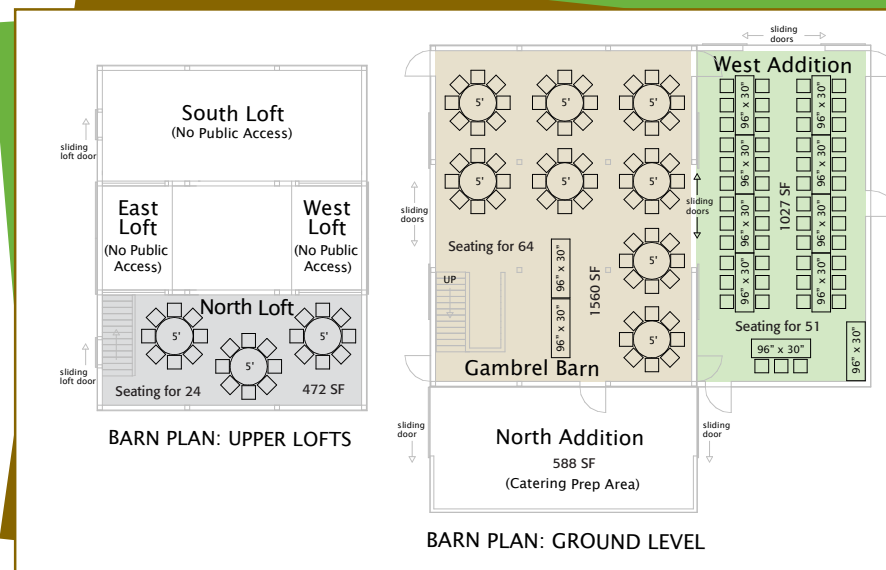 South Loft
(No Public Access)
sliding
loft door
East
Loft
(No Public
Access)
West
Loft
(No Public
Access)
North Loft
5'
5'
5'
sliding
loft door
Seating for 24
472 SF
BARN PLAN: UPPER LOFTS
sliding
doors
5'
5'
5'
5'
5'
5'
sliding
doors
Seating for 64
5'
UP
96" x 30"
96" x 30"
1560 SF
5'
Gambrel Barn
sliding
doors
West Addition
96" x 30"
96" x 30"
96" x 30"
96" x 30"
96" x 30"
96" x 30"
96" x 30"
96" x 30"
1027 SF
Seating for 51
96" x 30"
96" x 30"
sliding
door
North Addition
588 SF
(Catering Prep Area)
sliding
door
BARN PLAN: GROUND LEVEL